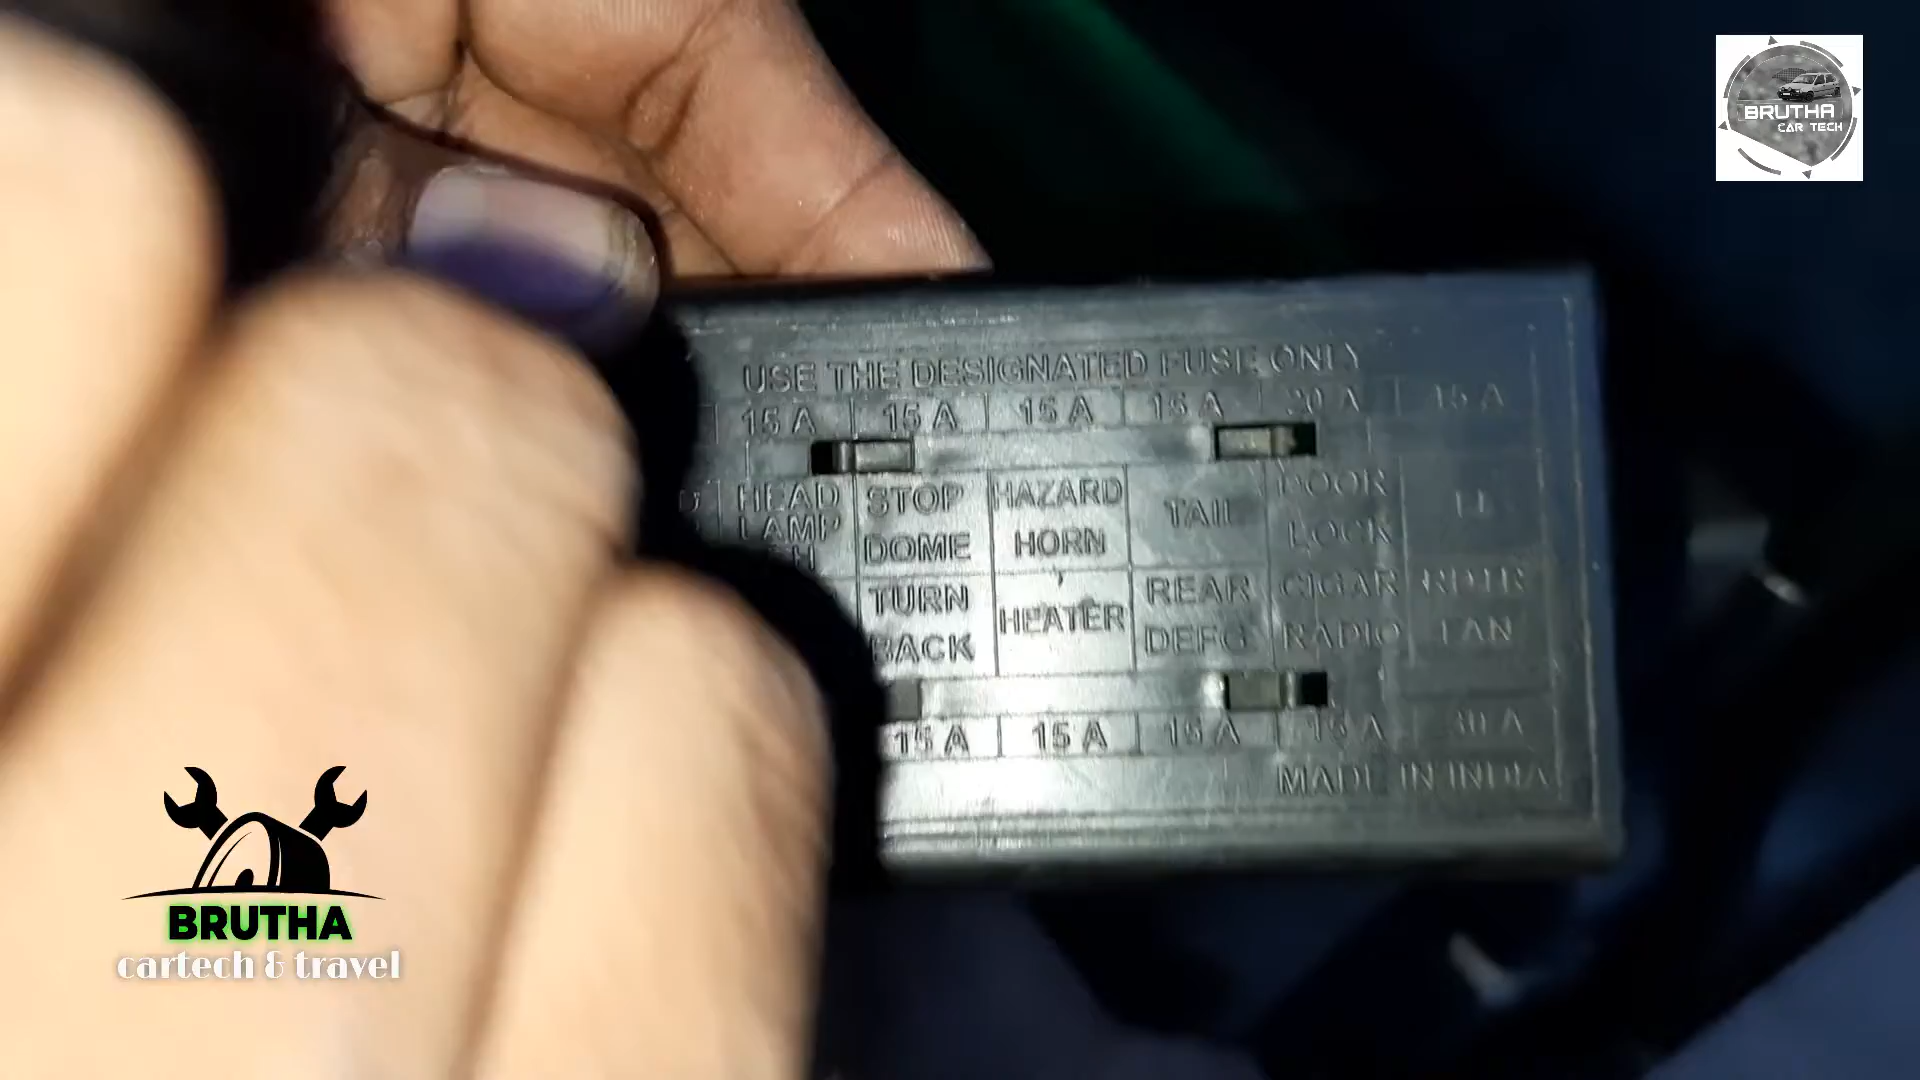 BRUTHA
CAR TECH
USE THE DESIGNATED FUSE ONLY
15 A 15 A 15 A 15 A 20 A 15 A
HEAD STOP HAZARD TAIL DOOR
LAMP DOME HORN LOCK
TURN HEATER REAR CIGAR RDTR
BACK DEFG RADIO FAN
15 A 15 A 15 A 15 A 30 A
MADE IN INDIA
BRUTHA
cartech & travel